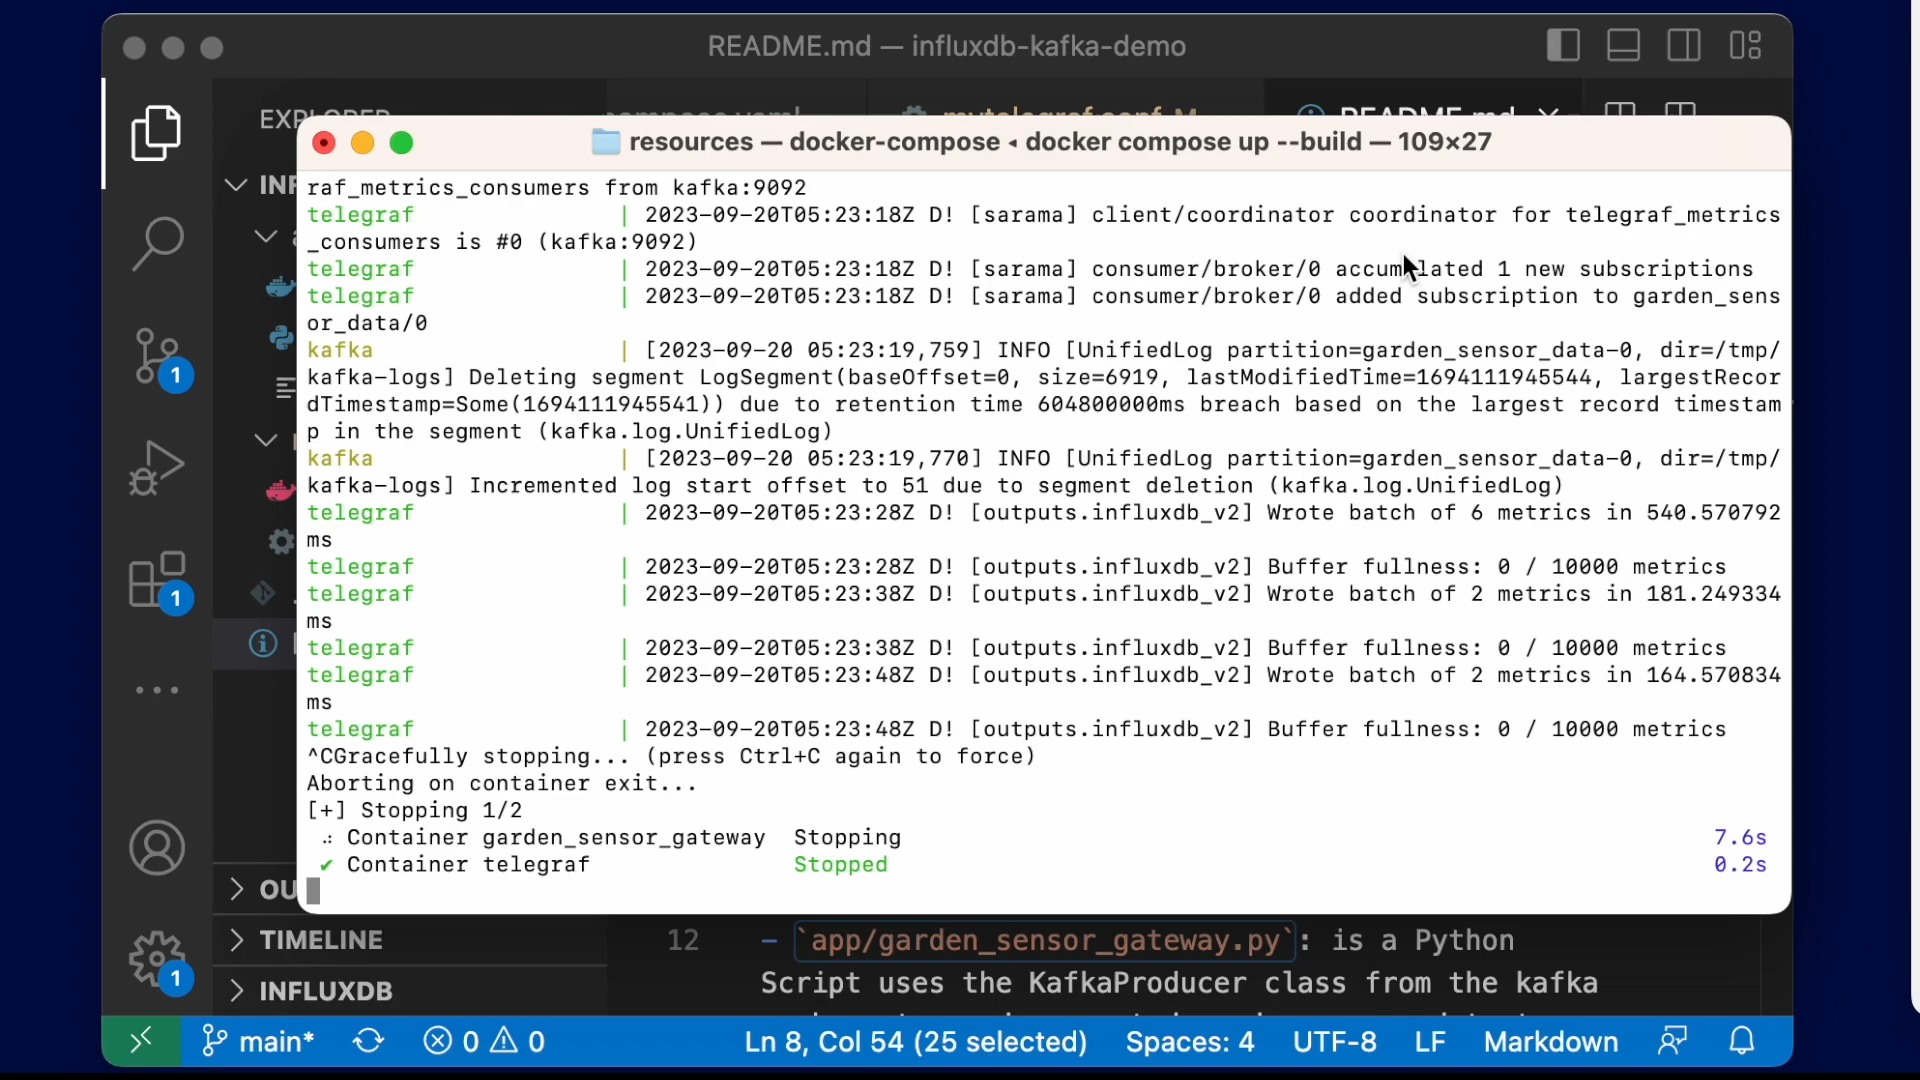 README.md — influxdb-kafka-demo
EXPLORER
mytelegraf.conf M
README.md
resources — docker-compose ◂ docker compose up --build — 109×27
INF
raf_metrics_consumers from kafka:9092
telegraf | 2023-09-20T05:23:18Z D! [sarama] client/coordinator coordinator for telegraf_metrics
_consumers is #0 (kafka:9092)
telegraf | 2023-09-20T05:23:18Z D! [sarama] consumer/broker/0 accumulated 1 new subscriptions
telegraf | 2023-09-20T05:23:18Z D! [sarama] consumer/broker/0 added subscription to garden_sens
or_data/0
kafka | [2023-09-20 05:23:19,759] INFO [UnifiedLog partition=garden_sensor_data-0, dir=/tmp/
kafka-logs] Deleting segment LogSegment(baseOffset=0, size=6919, lastModifiedTime=1694111945544, largestRecor
dTimestamp=Some(1694111945541)) due to retention time 604800000ms breach based on the largest record timestam
p in the segment (kafka.log.UnifiedLog)
kafka | [2023-09-20 05:23:19,770] INFO [UnifiedLog partition=garden_sensor_data-0, dir=/tmp/
kafka-logs] Incremented log start offset to 51 due to segment deletion (kafka.log.UnifiedLog)
telegraf | 2023-09-20T05:23:28Z D! [outputs.influxdb_v2] Wrote batch of 6 metrics in 540.570792
ms
telegraf | 2023-09-20T05:23:28Z D! [outputs.influxdb_v2] Buffer fullness: 0 / 10000 metrics
telegraf | 2023-09-20T05:23:38Z D! [outputs.influxdb_v2] Wrote batch of 2 metrics in 181.249334
ms
telegraf | 2023-09-20T05:23:38Z D! [outputs.influxdb_v2] Buffer fullness: 0 / 10000 metrics
telegraf | 2023-09-20T05:23:48Z D! [outputs.influxdb_v2] Wrote batch of 2 metrics in 164.570834
ms
telegraf | 2023-09-20T05:23:48Z D! [outputs.influxdb_v2] Buffer fullness: 0 / 10000 metrics
^CGracefully stopping... (press Ctrl+C again to force)
Aborting on container exit...
[+] Stopping 1/2
Container garden_sensor_gateway Stopping 7.6s
✔ Container telegraf Stopped 0.2s
1
1
1
OU
TIMELINE
INFLUXDB
12 - `app/garden_sensor_gateway.py`: is a Python
Script uses the KafkaProducer class from the kafka
main* 0 0 Ln 8, Col 54 (25 selected) Spaces: 4 UTF-8 LF Markdown